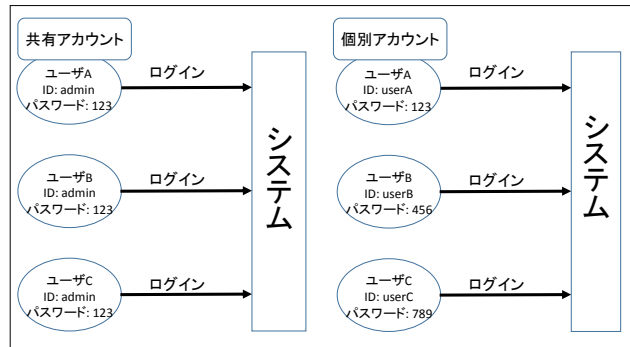 共有アカウント
ユーザA
ID: admin
パスワード: 123
ログイン
ユーザB
ID: admin
パスワード: 123
ログイン
ユーザC
ID: admin
パスワード: 123
ログイン
システム
個別アカウント
ユーザA
ID: userA
パスワード: 123
ログイン
ユーザB
ID: userB
パスワード: 456
ログイン
ユーザC
ID: userC
パスワード: 789
ログイン
システム